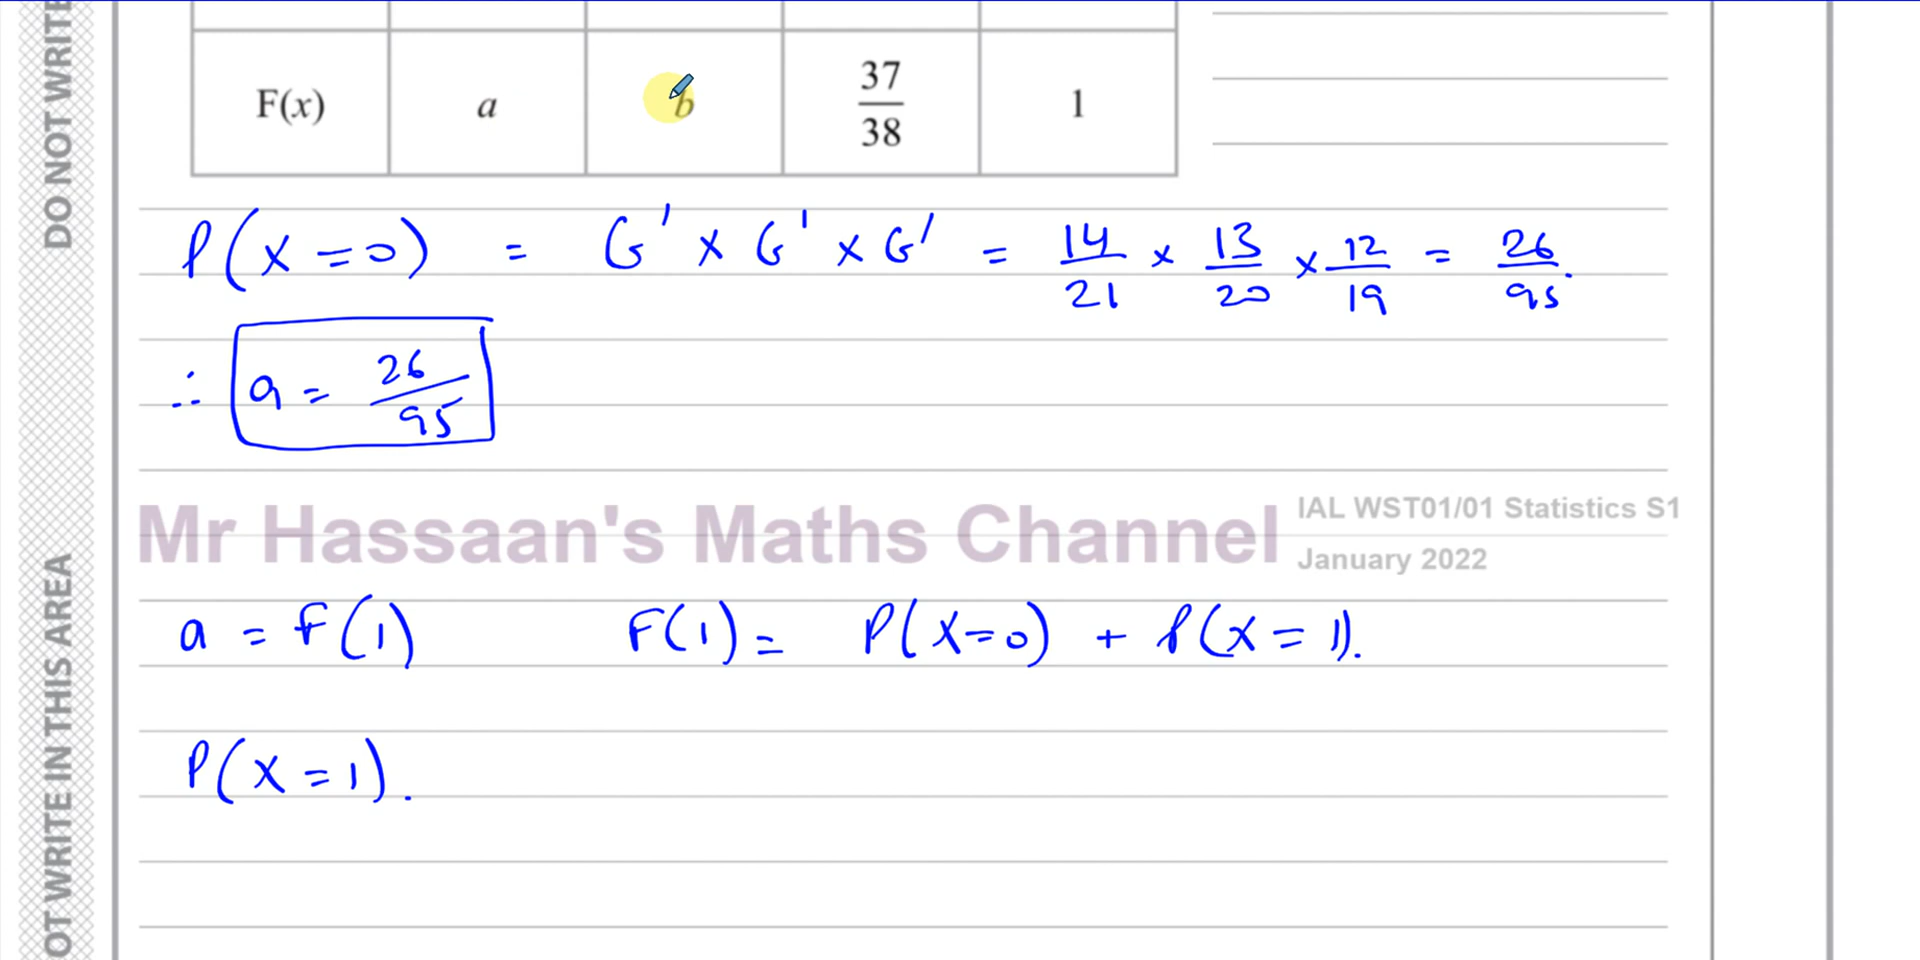 DO NOT WRITE
F(x) a b 37/38 1
P(X=0) = G' × G' × G' = 14/21 × 13/20 × 12/19 = 26/95.
∴ a = 26/95
Mr Hassaan's Maths Channel
IAL WST01/01 Statistics S1
January 2022
a = F(1) F(1) = P(X=0) + P(X=1).
P(X=1).
OT WRITE IN THIS AREA